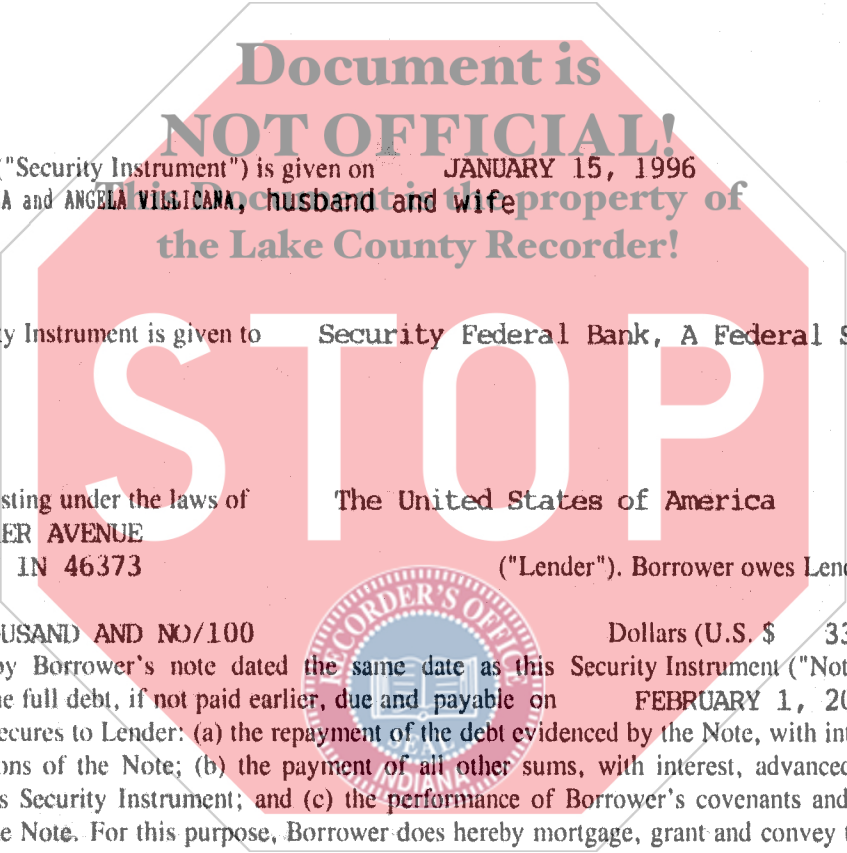 Document is
NOT OFFICIAL!
("Security Instrument") is given on JANUARY 15, 1996
This Document is the property of
A and ANGELA VILLICANA, husband and wife
the Lake County Recorder!
ty Instrument is given to Security Federal Bank, A Federal S
STOP
sting under the laws of The United States of America
ER AVENUE
IN 46373
("Lender"). Borrower owes Lend
USAND AND NO/100 Dollars (U.S. $ 33
by Borrower's note dated the same date as this Security Instrument ("Not
e full debt, if not paid earlier, due and payable on FEBRUARY 1, 20
ecures to Lender: (a) the repayment of the debt evidenced by the Note, with int
ons of the Note; (b) the payment of all other sums, with interest, advanced
s Security Instrument; and (c) the performance of Borrower's covenants and
e Note. For this purpose, Borrower does hereby mortgage, grant and convey t
RECORDER'S OFFICE
SEAL
INDIANA